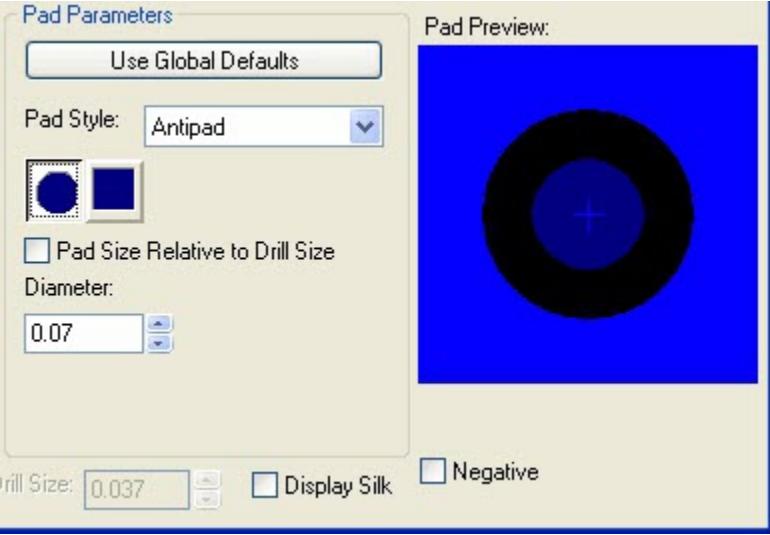 Pad Parameters
Use Global Defaults
Pad Style: Antipad
Pad Size Relative to Drill Size
Diameter:
0.07
Pad Preview:
Drill Size: 0.037
Display Silk
Negative